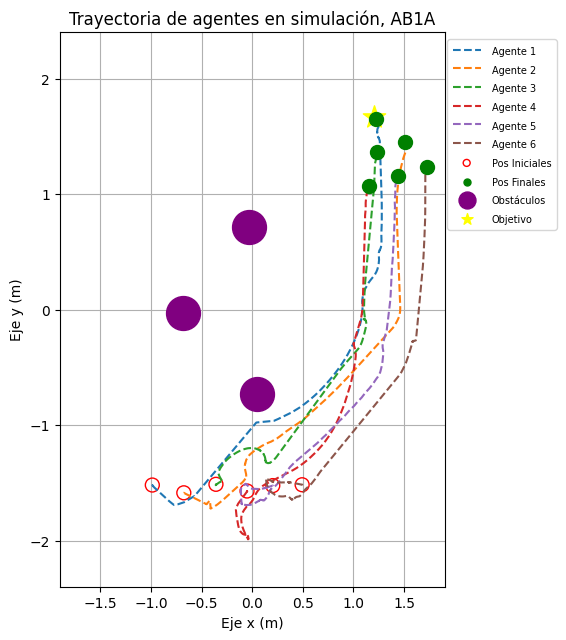 Trayectoria de agentes en simulación, AB1A
Eje y (m)
2
1
0
−1
−2
−1.5 −1.0 −0.5 0.0 0.5 1.0 1.5
Eje x (m)
Agente 1
Agente 2
Agente 3
Agente 4
Agente 5
Agente 6
Pos Iniciales
Pos Finales
Obstáculos
Objetivo